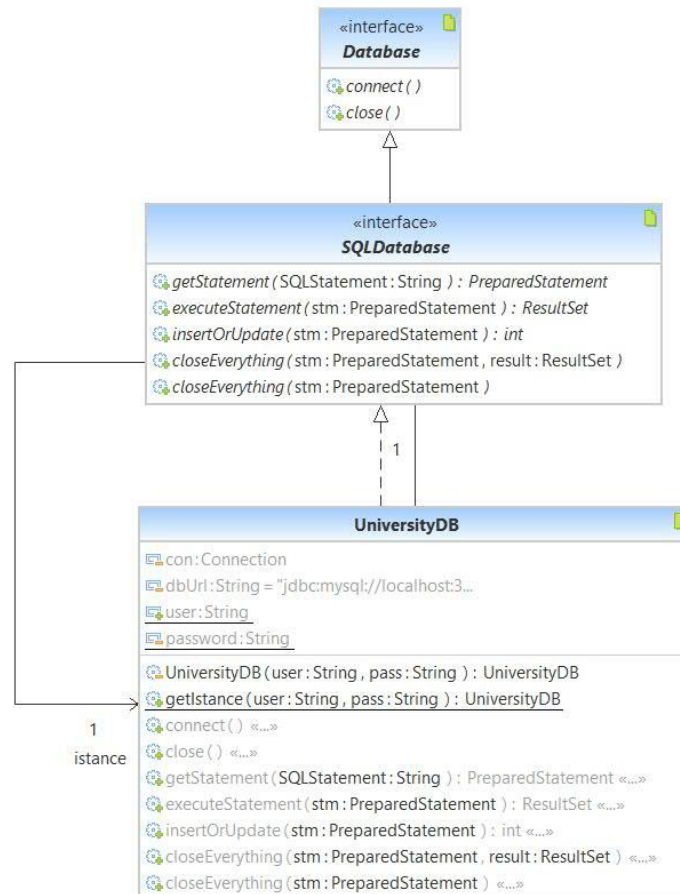 «interface»
Database
connect( )
close( )
«interface»
SQLDatabase
getStatement(SQLStatement:String) : PreparedStatement
executeStatement(stm:PreparedStatement) : ResultSet
insertOrUpdate(stm:PreparedStatement) : int
closeEverything(stm:PreparedStatement, result:ResultSet)
closeEverything(stm:PreparedStatement)
1
UniversityDB
con:Connection
dbUrl:String = "jdbc:mysql://localhost:3...
user:String
password:String
UniversityDB(user:String, pass:String) : UniversityDB
getIstance(user:String, pass:String) : UniversityDB
connect( ) «...»
close( ) «...»
getStatement(SQLStatement:String) : PreparedStatement «...»
executeStatement(stm:PreparedStatement) : ResultSet «...»
insertOrUpdate(stm:PreparedStatement) : int «...»
closeEverything(stm:PreparedStatement, result:ResultSet) «...»
closeEverything(stm:PreparedStatement) «...»
1
istance